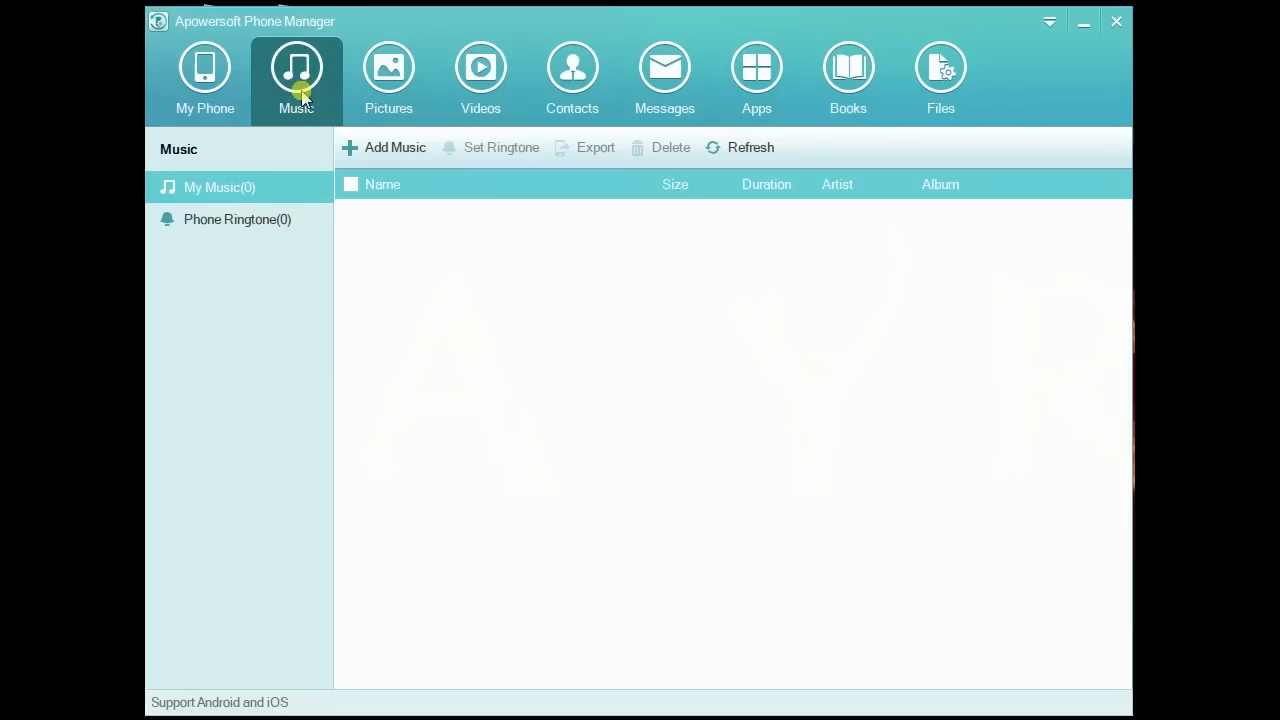 Apowersoft Phone Manager
My Phone Music Pictures Videos Contacts Messages Apps Books Files
Music
Add Music Set Ringtone Export Delete Refresh
My Music(0)
Name Size Duration Artist Album
Phone Ringtone(0)
A Y R
Support Android and iOS